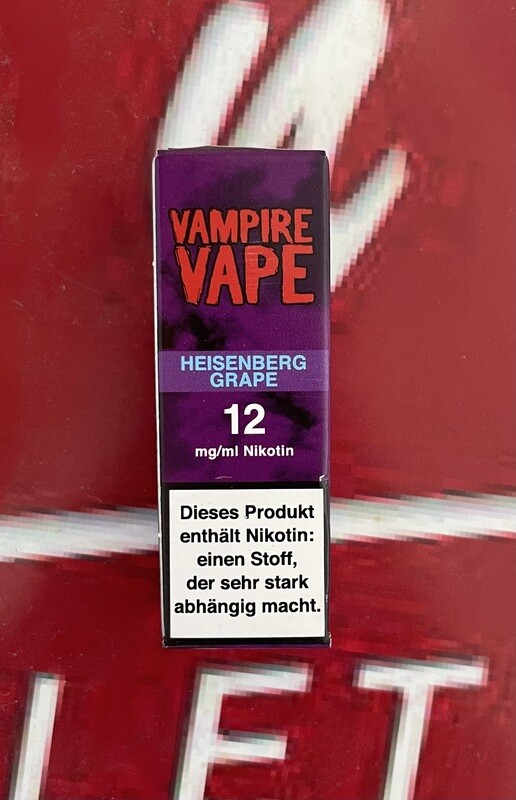 VAMPIRE
VAPE
HEISENBERG
GRAPE
12
mg/ml Nikotin
Dieses Produkt
enthält Nikotin:
einen Stoff,
der sehr stark
abhängig macht.
LET